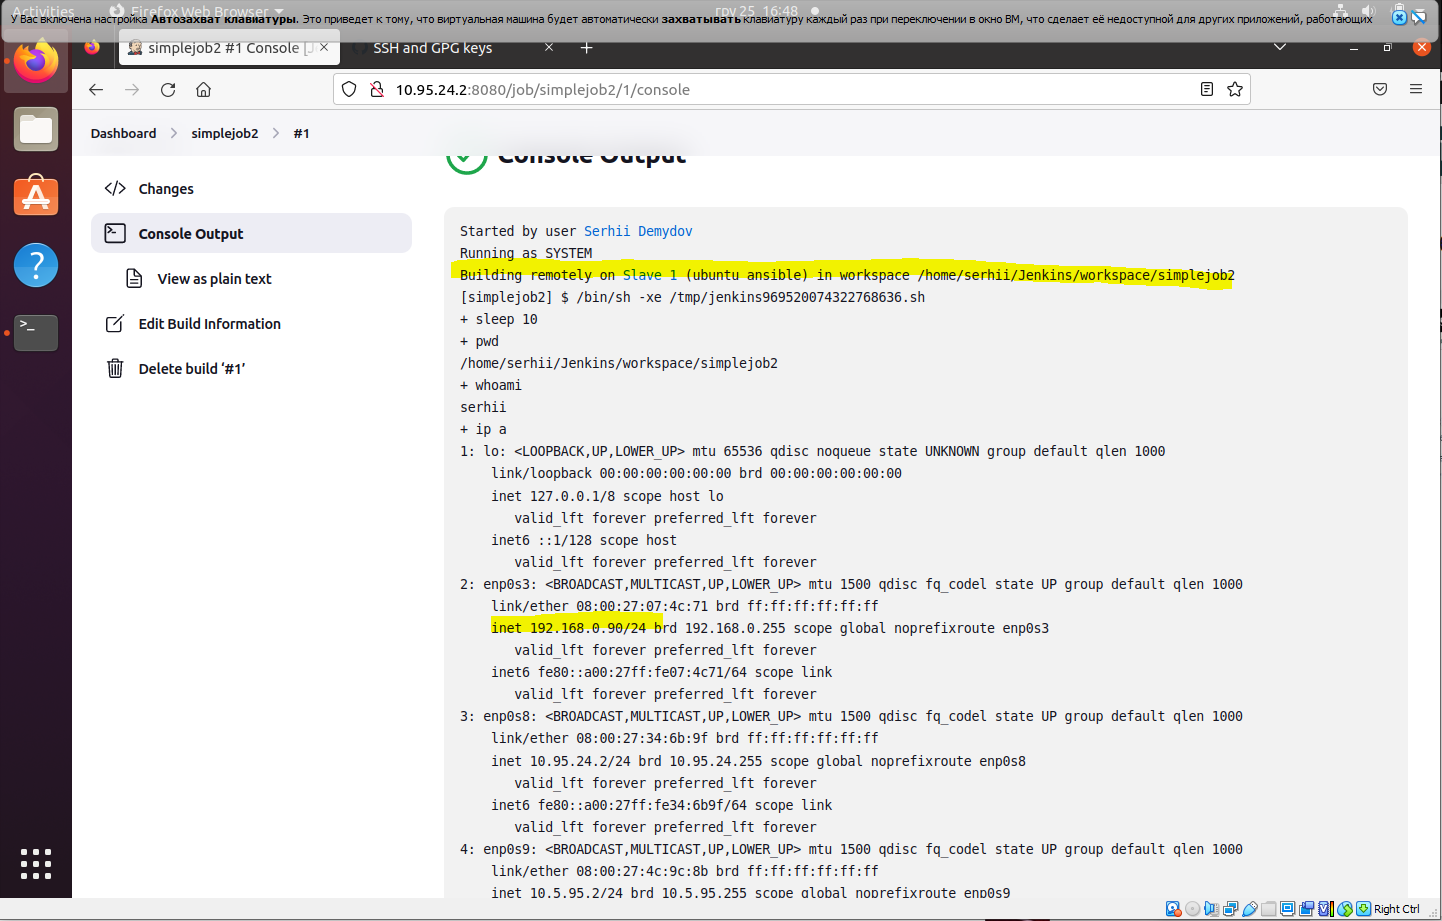 Activities
Firefox Web Browser
гру 25 16:48
У Вас включена настройка Автозахват клавиатуры. Это приведет к тому, что виртуальная машина будет автоматически захватывать клавиатуру каждый раз при переключении в окно ВМ, что сделает её недоступной для других приложений, работающих
simplejob2 #1 Console [J
SSH and GPG keys
10.95.24.2:8080/job/simplejob2/1/console
Dashboard > simplejob2 > #1
Changes
Console Output
View as plain text
Edit Build Information
Delete build ‘#1’
Console Output
Started by user Serhii Demydov
Running as SYSTEM
Building remotely on Slave 1 (ubuntu ansible) in workspace /home/serhii/Jenkins/workspace/simplejob2
[simplejob2] $ /bin/sh -xe /tmp/jenkins969520074322768636.sh
+ sleep 10
+ pwd
/home/serhii/Jenkins/workspace/simplejob2
+ whoami
serhii
+ ip a
1: lo: <LOOPBACK,UP,LOWER_UP> mtu 65536 qdisc noqueue state UNKNOWN group default qlen 1000
link/loopback 00:00:00:00:00:00 brd 00:00:00:00:00:00
inet 127.0.0.1/8 scope host lo
valid_lft forever preferred_lft forever
inet6 ::1/128 scope host
valid_lft forever preferred_lft forever
2: enp0s3: <BROADCAST,MULTICAST,UP,LOWER_UP> mtu 1500 qdisc fq_codel state UP group default qlen 1000
link/ether 08:00:27:07:4c:71 brd ff:ff:ff:ff:ff:ff
inet 192.168.0.90/24 brd 192.168.0.255 scope global noprefixroute enp0s3
valid_lft forever preferred_lft forever
inet6 fe80::a00:27ff:fe07:4c71/64 scope link
valid_lft forever preferred_lft forever
3: enp0s8: <BROADCAST,MULTICAST,UP,LOWER_UP> mtu 1500 qdisc fq_codel state UP group default qlen 1000
link/ether 08:00:27:34:6b:9f brd ff:ff:ff:ff:ff:ff
inet 10.95.24.2/24 brd 10.95.24.255 scope global noprefixroute enp0s8
valid_lft forever preferred_lft forever
inet6 fe80::a00:27ff:fe34:6b9f/64 scope link
valid_lft forever preferred_lft forever
4: enp0s9: <BROADCAST,MULTICAST,UP,LOWER_UP> mtu 1500 qdisc fq_codel state UP group default qlen 1000
link/ether 08:00:27:4c:9c:8b brd ff:ff:ff:ff:ff:ff
inet 10.5.95.2/24 brd 10.5.95.255 scope global noprefixroute enp0s9
Right Ctrl